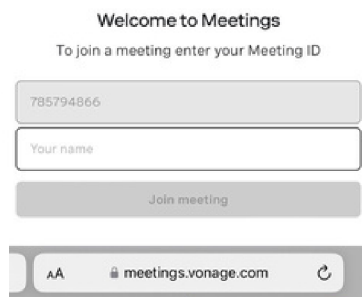 Welcome to Meetings
To join a meeting enter your Meeting ID
785794866
Your name
Join meeting
AA meetings.vonage.com